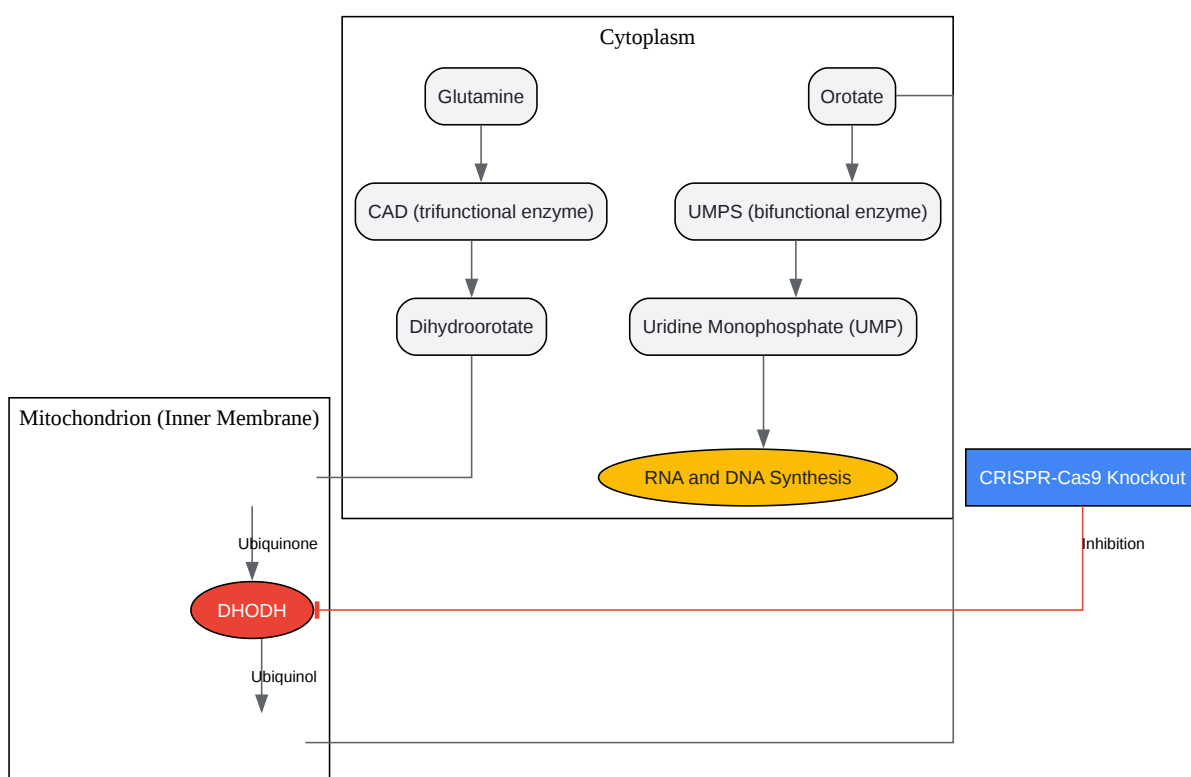 Cytoplasm
Glutamine
Orotate
CAD (trifunctional enzyme)
UMPS (bifunctional enzyme)
Dihydroorotate
Uridine Monophosphate (UMP)
Mitochondrion (Inner Membrane)
RNA and DNA Synthesis
CRISPR-Cas9 Knockout
Ubiquinone
Inhibition
DHODH
Ubiquinol